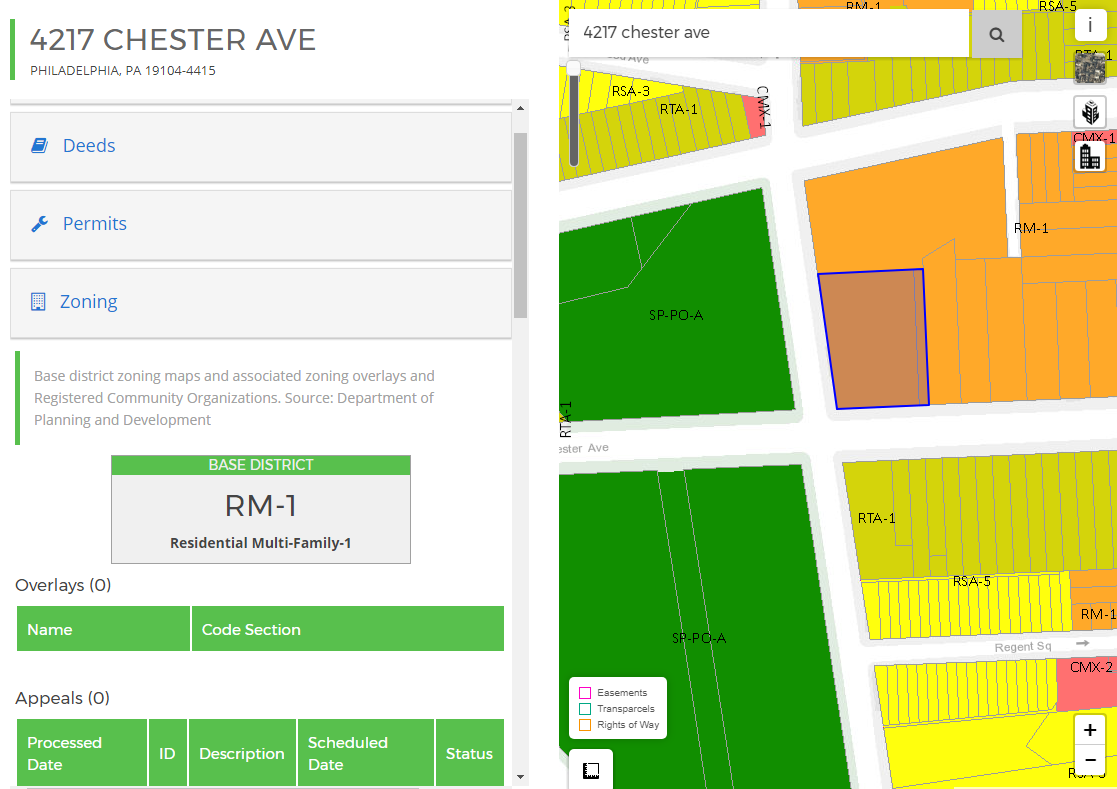 4217 CHESTER AVE
PHILADELPHIA, PA 19104-4415
Deeds
Permits
Zoning
Base district zoning maps and associated zoning overlays and
Registered Community Organizations. Source: Department of
Planning and Development
BASE DISTRICT
RM-1
Residential Multi-Family-1
Overlays (0)
Name Code Section
Appeals (0)
Processed Date ID Description Scheduled Date Status
RM-1
RSA-5
4217 chester ave
i
RTA-1
Ave
RSA-3
RTA-1
CMX-1
CMX-1
RM-1
SP-PO-A
RTA-1
ester Ave
RTA-1
RSA-5
RM-1
SP-PO-A
Regent Sq
CMX-2
Easements
Transparcels
Rights of Way
+
−